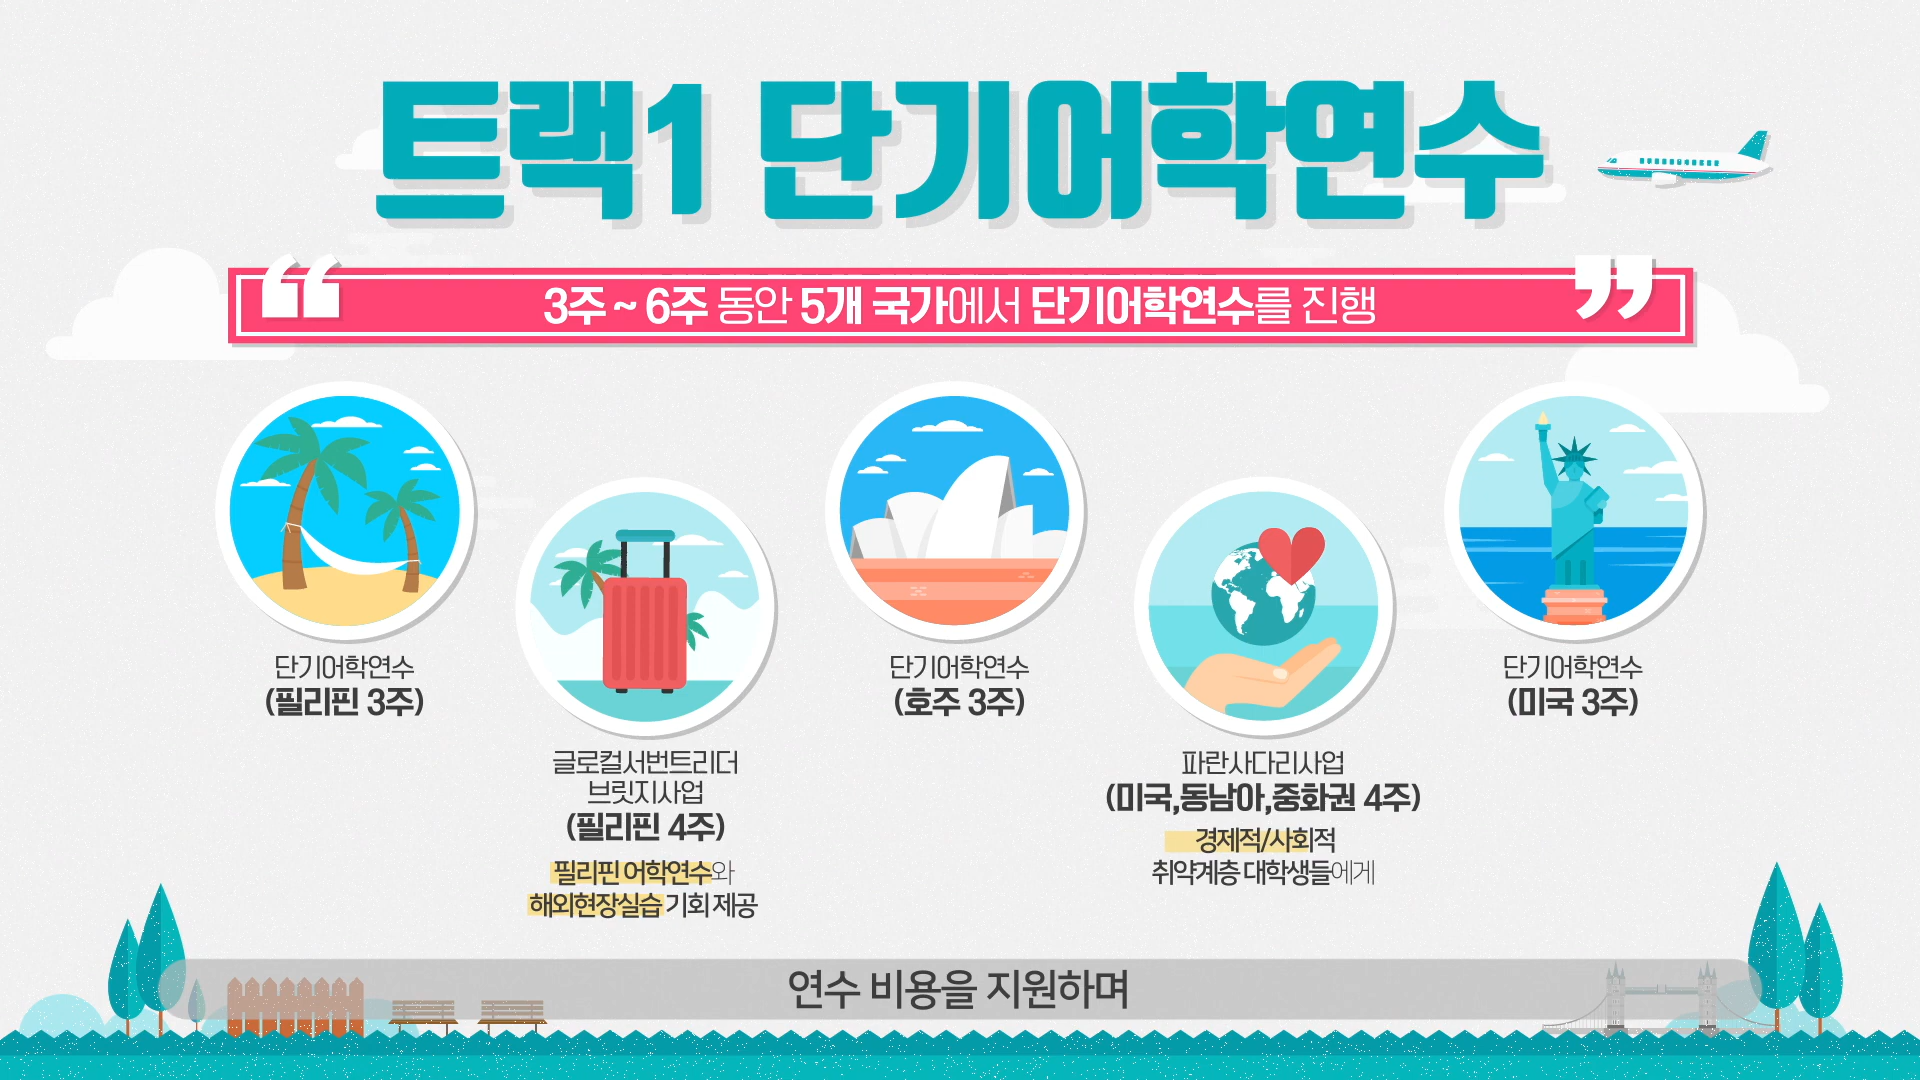 트랙1 단기어학연수
“ 3주 ~ 6주 동안 5개 국가에서 단기어학연수를 진행 ”
단기어학연수
(필리핀 3주)
글로컬서번트리더
브릿지사업
(필리핀 4주)
필리핀 어학연수와
해외현장실습 기회 제공
단기어학연수
(호주 3주)
파란사다리사업
(미국,동남아,중화권 4주)
경제적/사회적
취약계층 대학생들에게
단기어학연수
(미국 3주)
연수 비용을 지원하며